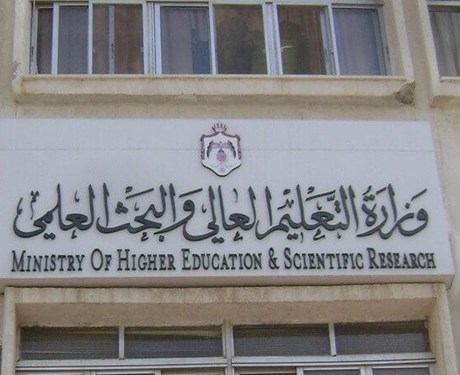 وزارة التعليم العالي والبحث العلمي
MINISTRY OF HIGHER EDUCATION & SCIENTIFIC RESEARCH